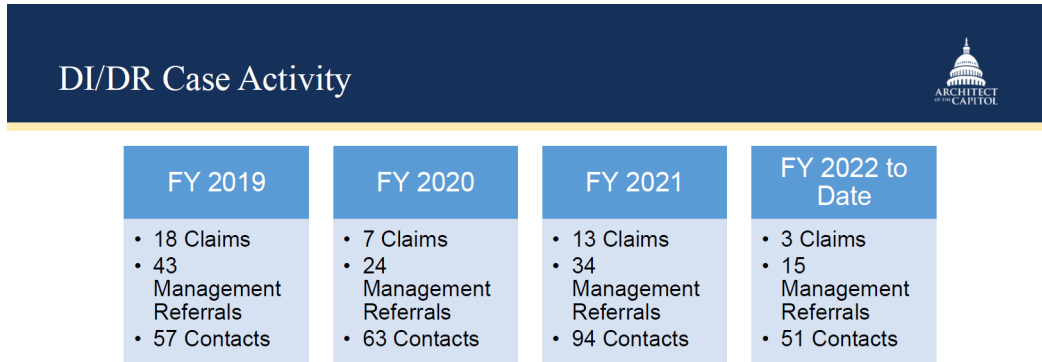 DI/DR Case Activity
ARCHITECT
OF THE CAPITOL
FY 2019
• 18 Claims
• 43
Management
Referrals
• 57 Contacts
FY 2020
• 7 Claims
• 24
Management
Referrals
• 63 Contacts
FY 2021
• 13 Claims
• 34
Management
Referrals
• 94 Contacts
FY 2022 to
Date
• 3 Claims
• 15
Management
Referrals
• 51 Contacts